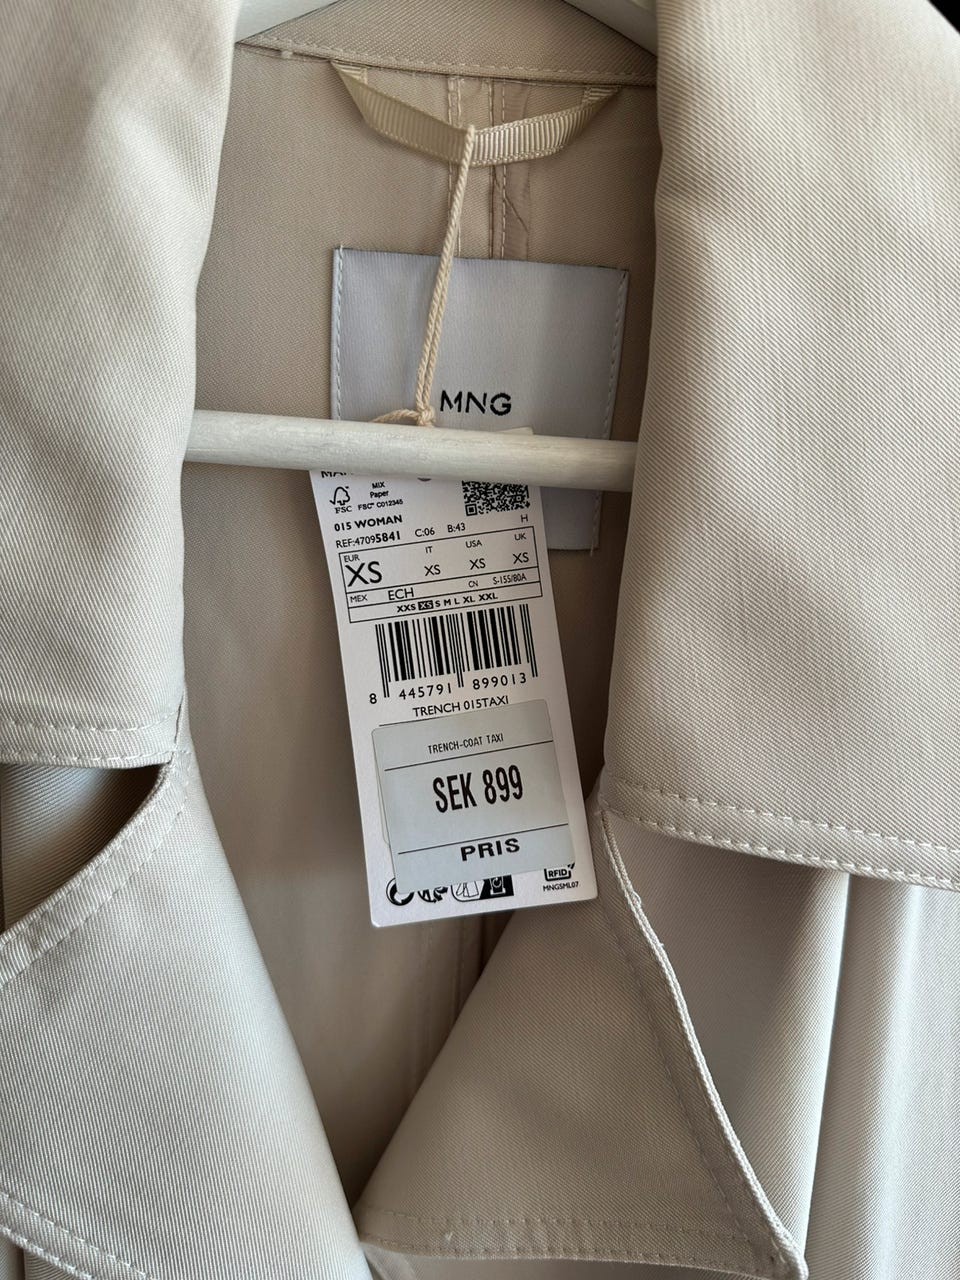 MNG
MIX
Paper
FSC FSC™ C012345
015 WOMAN
REF:47095841 C:06 B:43 H
EUR IT USA UK
XS XS XS XS
MEX ECH CN S-155/80A
XXS XS S M L XL XXL
8 445791 899013
TRENCH 015TAXI
TRENCH-COAT TAXI
SEK 899
PRIS
RFID
MNGSML07